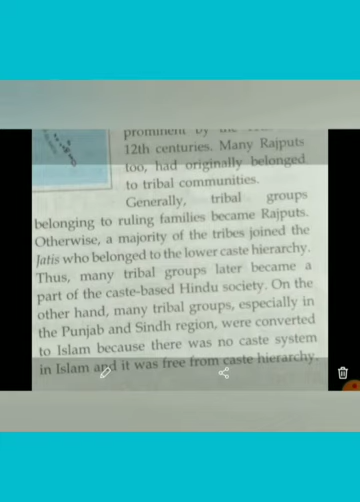 prominent by the
12th centuries. Many Rajputs
too, had originally belonged
to tribal communities.
Generally, tribal groups
belonging to ruling families became Rajputs.
Otherwise, a majority of the tribes joined the
Jatis who belonged to the lower caste hierarchy.
Thus, many tribal groups later became a
part of the caste-based Hindu society. On the
other hand, many tribal groups, especially in
the Punjab and Sindh region, were converted
to Islam because there was no caste system
in Islam and it was free from caste hierarchy.